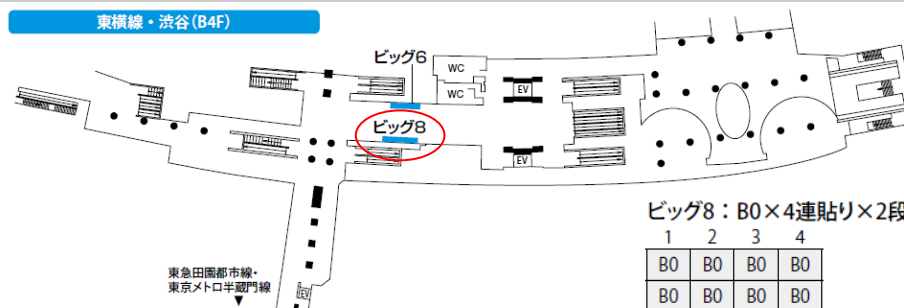 東横線・渋谷(B4F)
ビッグ6
WC
WC
EV
ビッグ8
EV
ビッグ8：B0×4連貼り×2段
1 2 3 4
B0 B0 B0 B0
B0 B0 B0 B0
東急田園都市線・
東京メトロ半蔵門線
EV